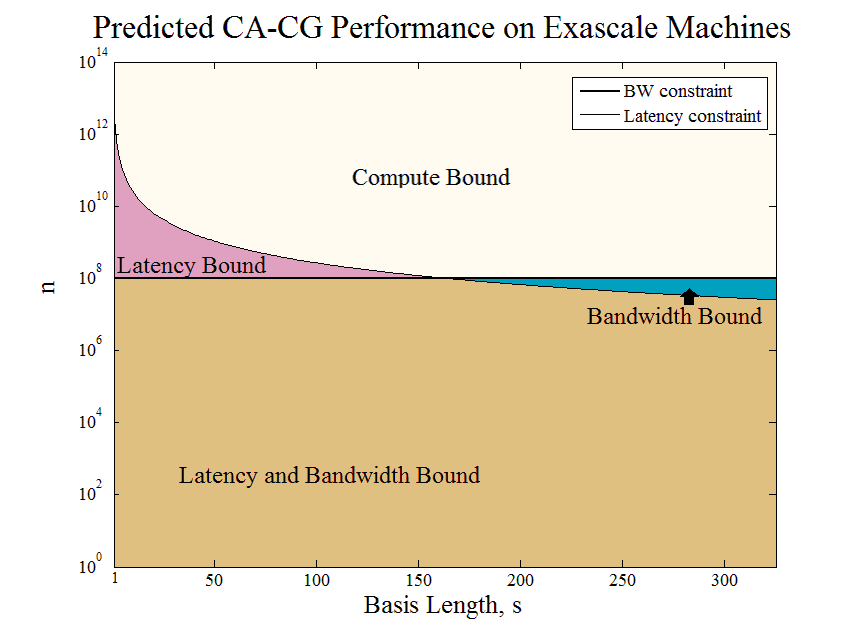 Predicted CA-CG Performance on Exascale Machines
10^14
10^12
10^10
10^8
10^6
10^4
10^2
10^0
n
BW constraint
Latency constraint
Compute Bound
Latency Bound
Bandwidth Bound
Latency and Bandwidth Bound
1 50 100 150 200 250 300
Basis Length, s